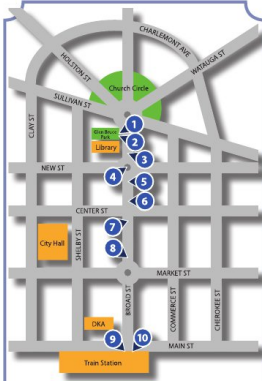 CHARLEMONT AVE
HOLSTON ST
WATAUGA ST
Church Circle
SULLIVAN ST
1
Glen Bruce
Park
2
Library
CLAY ST
3
NEW ST
4
5
6
CENTER ST
7
City Hall
SHELBY ST
8
MARKET ST
BROAD ST
COMMERCE ST
CHEROKEE ST
DKA
9
10
MAIN ST
Train Station